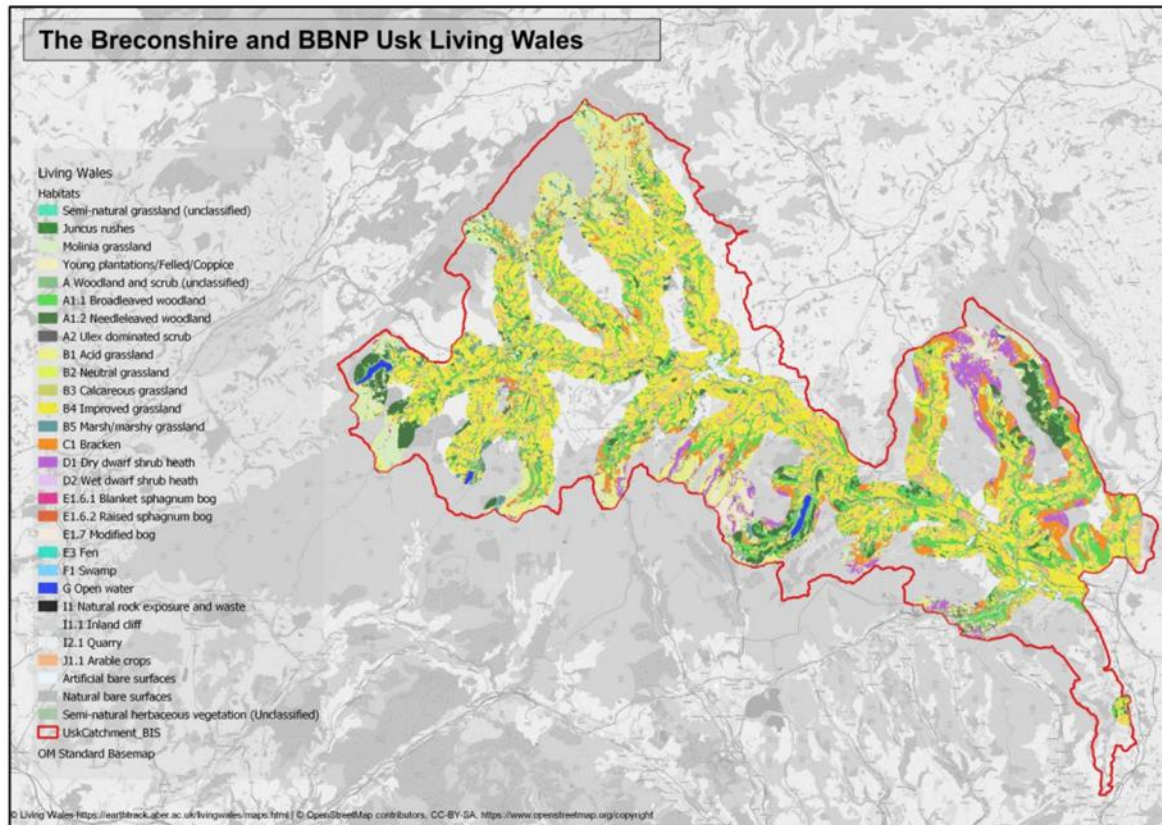 The Breconshire and BBNP Usk Living Wales
Living Wales
Habitats
Semi-natural grassland (unclassified)
Juncus rushes
Molinia grassland
Young plantations/Felled/Coppice
A Woodland and scrub (unclassified)
A1.1 Broadleaved woodland
A1.2 Needleleaved woodland
A2 Ulex dominated scrub
B1 Acid grassland
B2 Neutral grassland
B3 Calcareous grassland
B4 Improved grassland
B5 Marsh/marshy grassland
C1 Bracken
D1 Dry dwarf shrub heath
D2 Wet dwarf shrub heath
E1.6.1 Blanket sphagnum bog
E1.6.2 Raised sphagnum bog
E1.7 Modified bog
E3 Fen
F1 Swamp
G Open water
I1 Natural rock exposure and waste
I1.1 Inland cliff
I2.1 Quarry
J1.1 Arable crops
Artificial bare surfaces
Natural bare surfaces
Semi-natural herbaceous vegetation (Unclassified)
UskCatchment_BIS
OM Standard Basemap
© Living Wales https://earthtrack.aber.ac.uk/livingwales/maps.html | © OpenStreetMap contributors, CC-BY-SA, https://www.openstreetmap.org/copyright